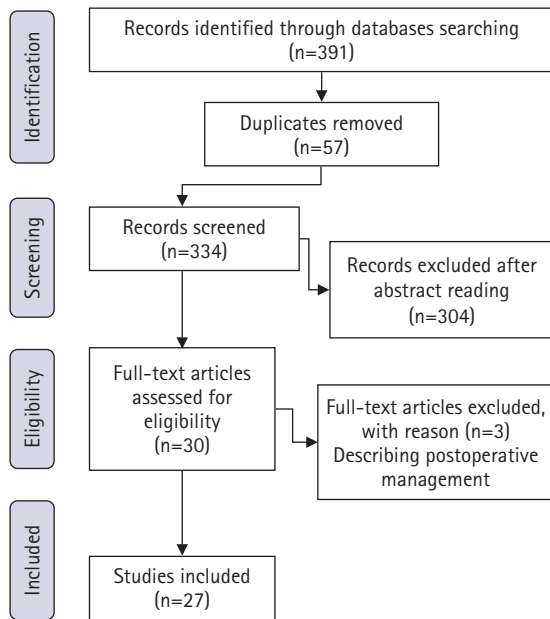 Identification
Records identified through databases searching
(n=391)
Duplicates removed
(n=57)
Screening
Records screened
(n=334)
Records excluded after
abstract reading
(n=304)
Eligibility
Full-text articles
assessed for
eligibility
(n=30)
Full-text articles excluded,
with reason (n=3)
Describing postoperative
management
Included
Studies included
(n=27)